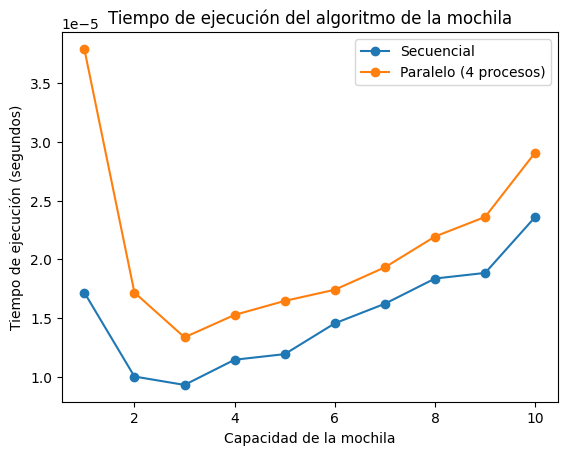 Tiempo de ejecución del algoritmo de la mochila
1e−5
Secuencial
Paralelo (4 procesos)
3.5
3.0
2.5
2.0
1.5
1.0
Tiempo de ejecución (segundos)
2 4 6 8 10
Capacidad de la mochila